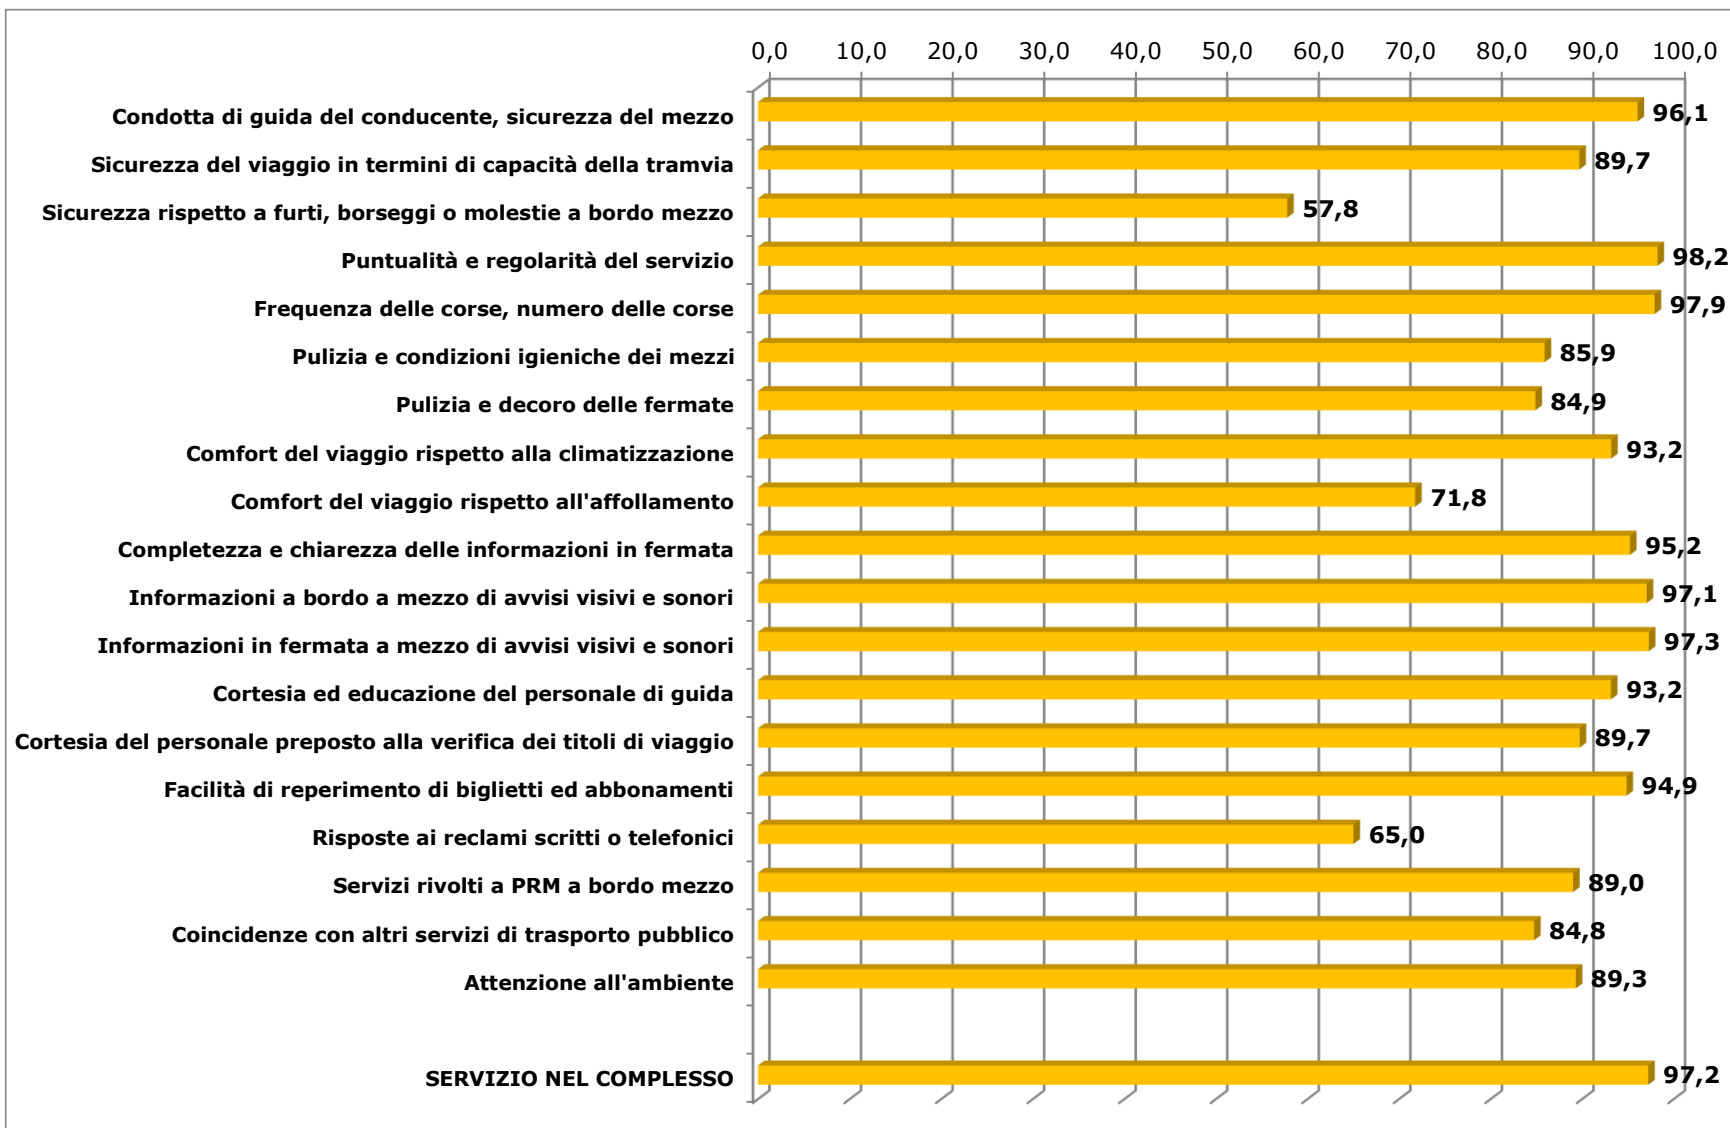 0,0 10,0 20,0 30,0 40,0 50,0 60,0 70,0 80,0 90,0 100,0
Condotta di guida del conducente, sicurezza del mezzo 96,1
Sicurezza del viaggio in termini di capacità della tramvia 89,7
Sicurezza rispetto a furti, borseggi o molestie a bordo mezzo 57,8
Puntualità e regolarità del servizio 98,2
Frequenza delle corse, numero delle corse 97,9
Pulizia e condizioni igieniche dei mezzi 85,9
Pulizia e decoro delle fermate 84,9
Comfort del viaggio rispetto alla climatizzazione 93,2
Comfort del viaggio rispetto all'affollamento 71,8
Completezza e chiarezza delle informazioni in fermata 95,2
Informazioni a bordo a mezzo di avvisi visivi e sonori 97,1
Informazioni in fermata a mezzo di avvisi visivi e sonori 97,3
Cortesia ed educazione del personale di guida 93,2
Cortesia del personale preposto alla verifica dei titoli di viaggio 89,7
Facilità di reperimento di biglietti ed abbonamenti 94,9
Risposte ai reclami scritti o telefonici 65,0
Servizi rivolti a PRM a bordo mezzo 89,0
Coincidenze con altri servizi di trasporto pubblico 84,8
Attenzione all'ambiente 89,3
SERVIZIO NEL COMPLESSO 97,2